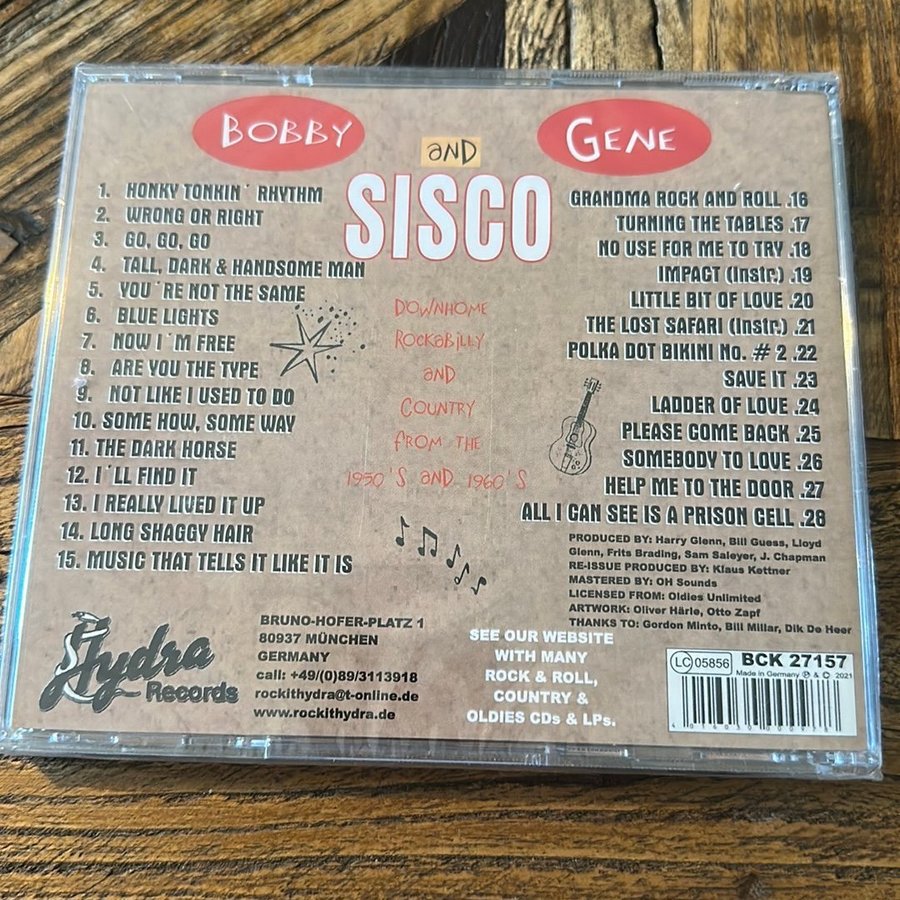 BOBBY
AND
GENE
SISCO
1. HONKY TONKIN´ RHYTHM
2. WRONG OR RIGHT
3. GO, GO, GO
4. TALL, DARK & HANDSOME MAN
5. YOU´RE NOT THE SAME
6. BLUE LIGHTS
7. NOW I´M FREE
8. ARE YOU THE TYPE
9. NOT LIKE I USED TO DO
10. SOME HOW, SOME WAY
11. THE DARK HORSE
12. I´LL FIND IT
13. I REALLY LIVED IT UP
14. LONG SHAGGY HAIR
15. MUSIC THAT TELLS IT LIKE IT IS
DOWNHOME
ROCKABILLY
AND
COUNTRY
FROM THE
1950'S AND 1960'S
GRANDMA ROCK AND ROLL .16
TURNING THE TABLES .17
NO USE FOR ME TO TRY .18
IMPACT (Instr.) .19
LITTLE BIT OF LOVE .20
THE LOST SAFARI (Instr.) .21
POLKA DOT BIKINI No. # 2 .22
SAVE IT .23
LADDER OF LOVE .24
PLEASE COME BACK .25
SOMEBODY TO LOVE .26
HELP ME TO THE DOOR .27
ALL I CAN SEE IS A PRISON CELL .28
PRODUCED BY: Harry Glenn, Bill Guess, Lloyd
Glenn, Frits Brading, Sam Saleyer, J. Chapman
RE-ISSUE PRODUCED BY: Klaus Kettner
MASTERED BY: OH Sounds
LICENSED FROM: Oldies Unlimited
ARTWORK: Oliver Härle, Otto Zapf
THANKS TO: Gordon Minto, Bill Millar, Dik De Heer
Hydra
Records
BRUNO-HOFER-PLATZ 1
80937 MÜNCHEN
GERMANY
call: +49/(0)89/3113918
rockithydra@t-online.de
www.rockithydra.de
SEE OUR WEBSITE
WITH MANY
ROCK & ROLL,
COUNTRY &
OLDIES CDs & LPs.
LC 05856 BCK 27157
Made in Germany ℗ & © 2021